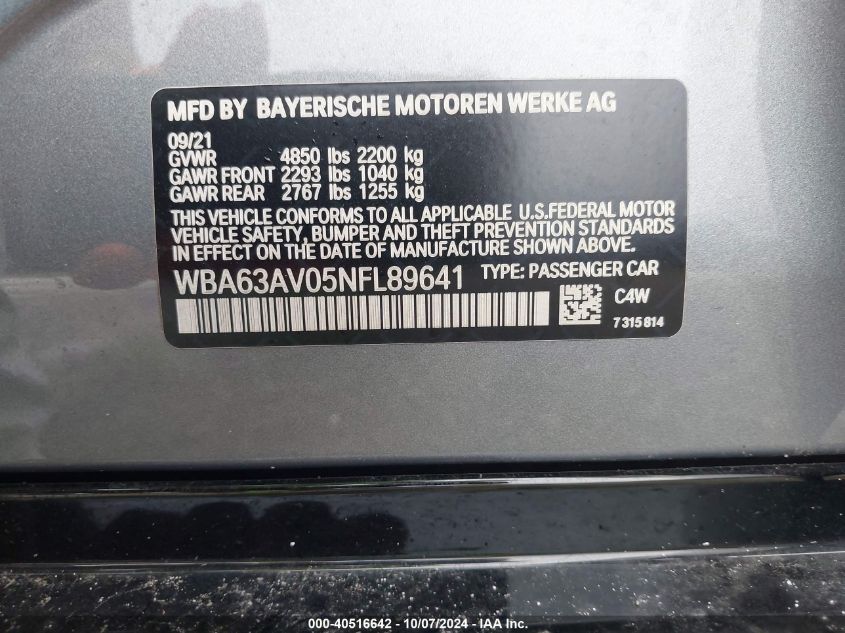 MFD BY BAYERISCHE MOTOREN WERKE AG
09/21
GVWR 4850 lbs 2200 kg
GAWR FRONT 2293 lbs 1040 kg
GAWR REAR 2767 lbs 1255 kg
THIS VEHICLE CONFORMS TO ALL APPLICABLE U.S.FEDERAL MOTOR
VEHICLE SAFETY, BUMPER AND THEFT PREVENTION STANDARDS
IN EFFECT ON THE DATE OF MANUFACTURE SHOWN ABOVE.
WBA63AV05NFL89641 TYPE: PASSENGER CAR
C4W
7315814
000-40516642 - 10/07/2024 - IAA Inc.